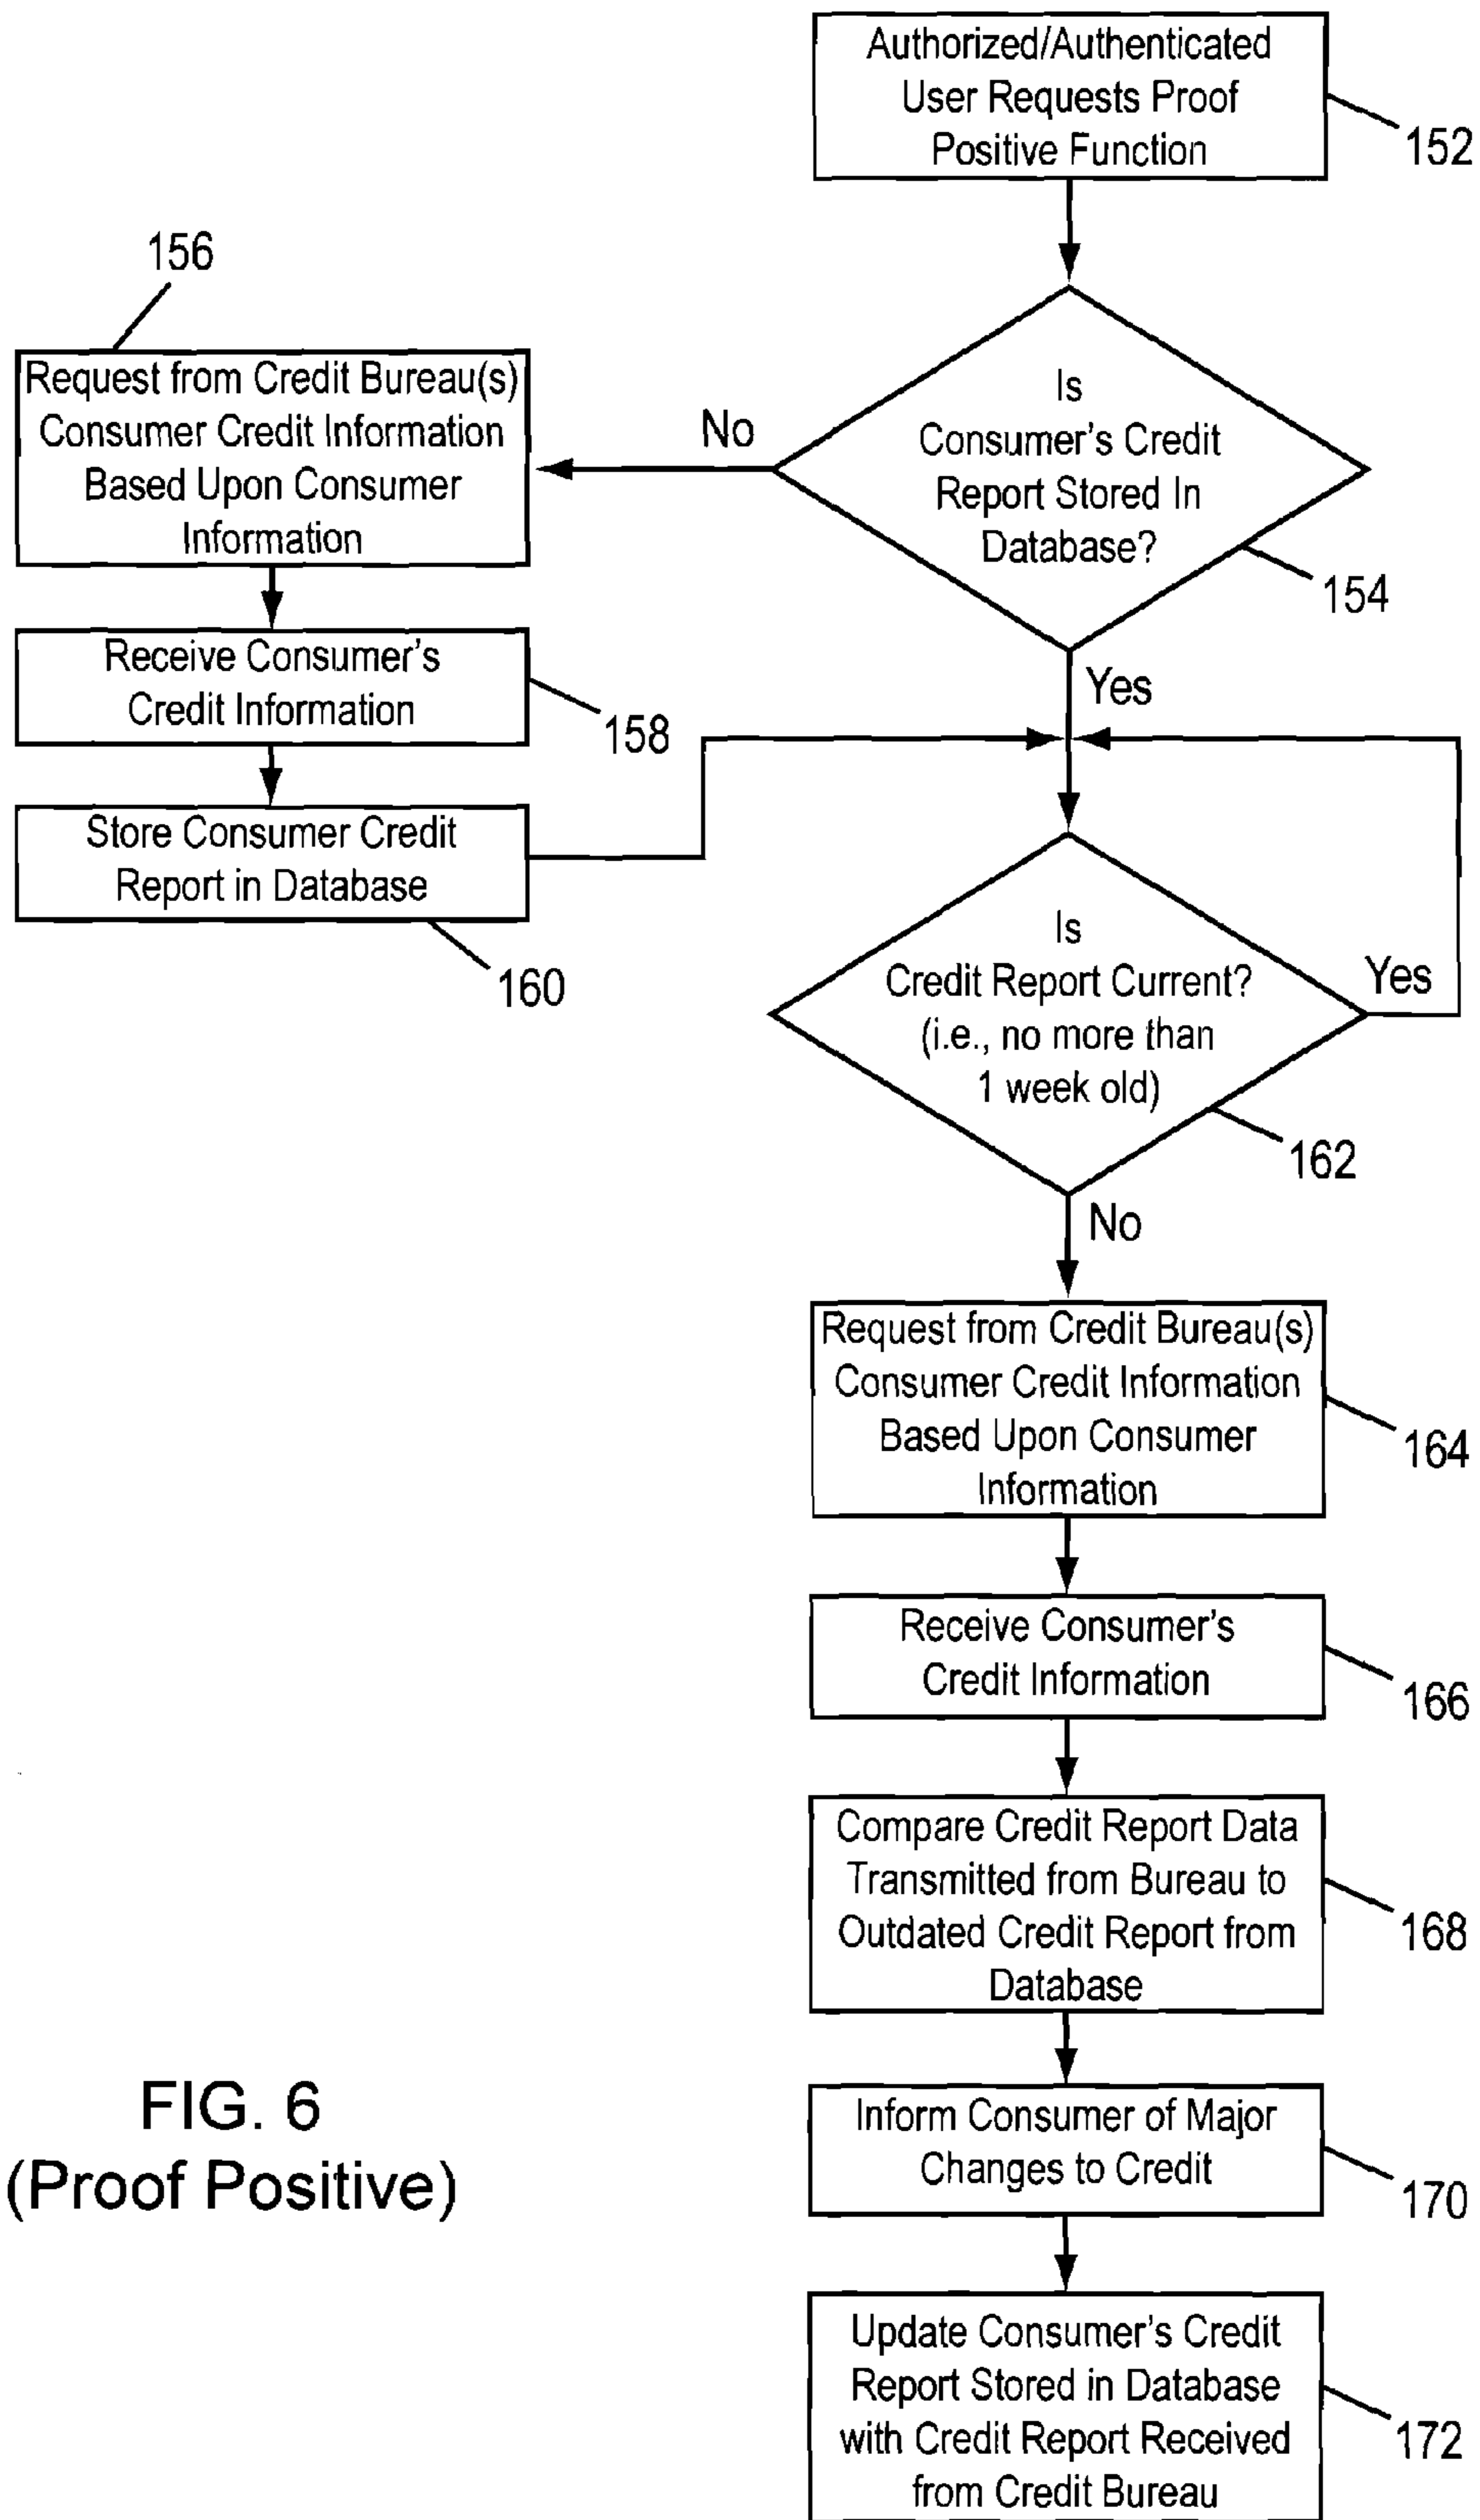 Authorized/Authenticated
User Requests Proof
Positive Function
152
Is
Consumer's Credit
Report Stored In
Database?
154
No
Yes
156
Request from Credit Bureau(s)
Consumer Credit Information
Based Upon Consumer
Information
Receive Consumer's
Credit Information
158
Store Consumer Credit
Report in Database
160
Is
Credit Report Current?
(i.e., no more than
1 week old)
162
Yes
No
Request from Credit Bureau(s)
Consumer Credit Information
Based Upon Consumer
Information
164
Receive Consumer's
Credit Information
166
Compare Credit Report Data
Transmitted from Bureau to
Outdated Credit Report from
Database
168
Inform Consumer of Major
Changes to Credit
170
Update Consumer's Credit
Report Stored in Database
with Credit Report Received
from Credit Bureau
172
FIG. 6
(Proof Positive)